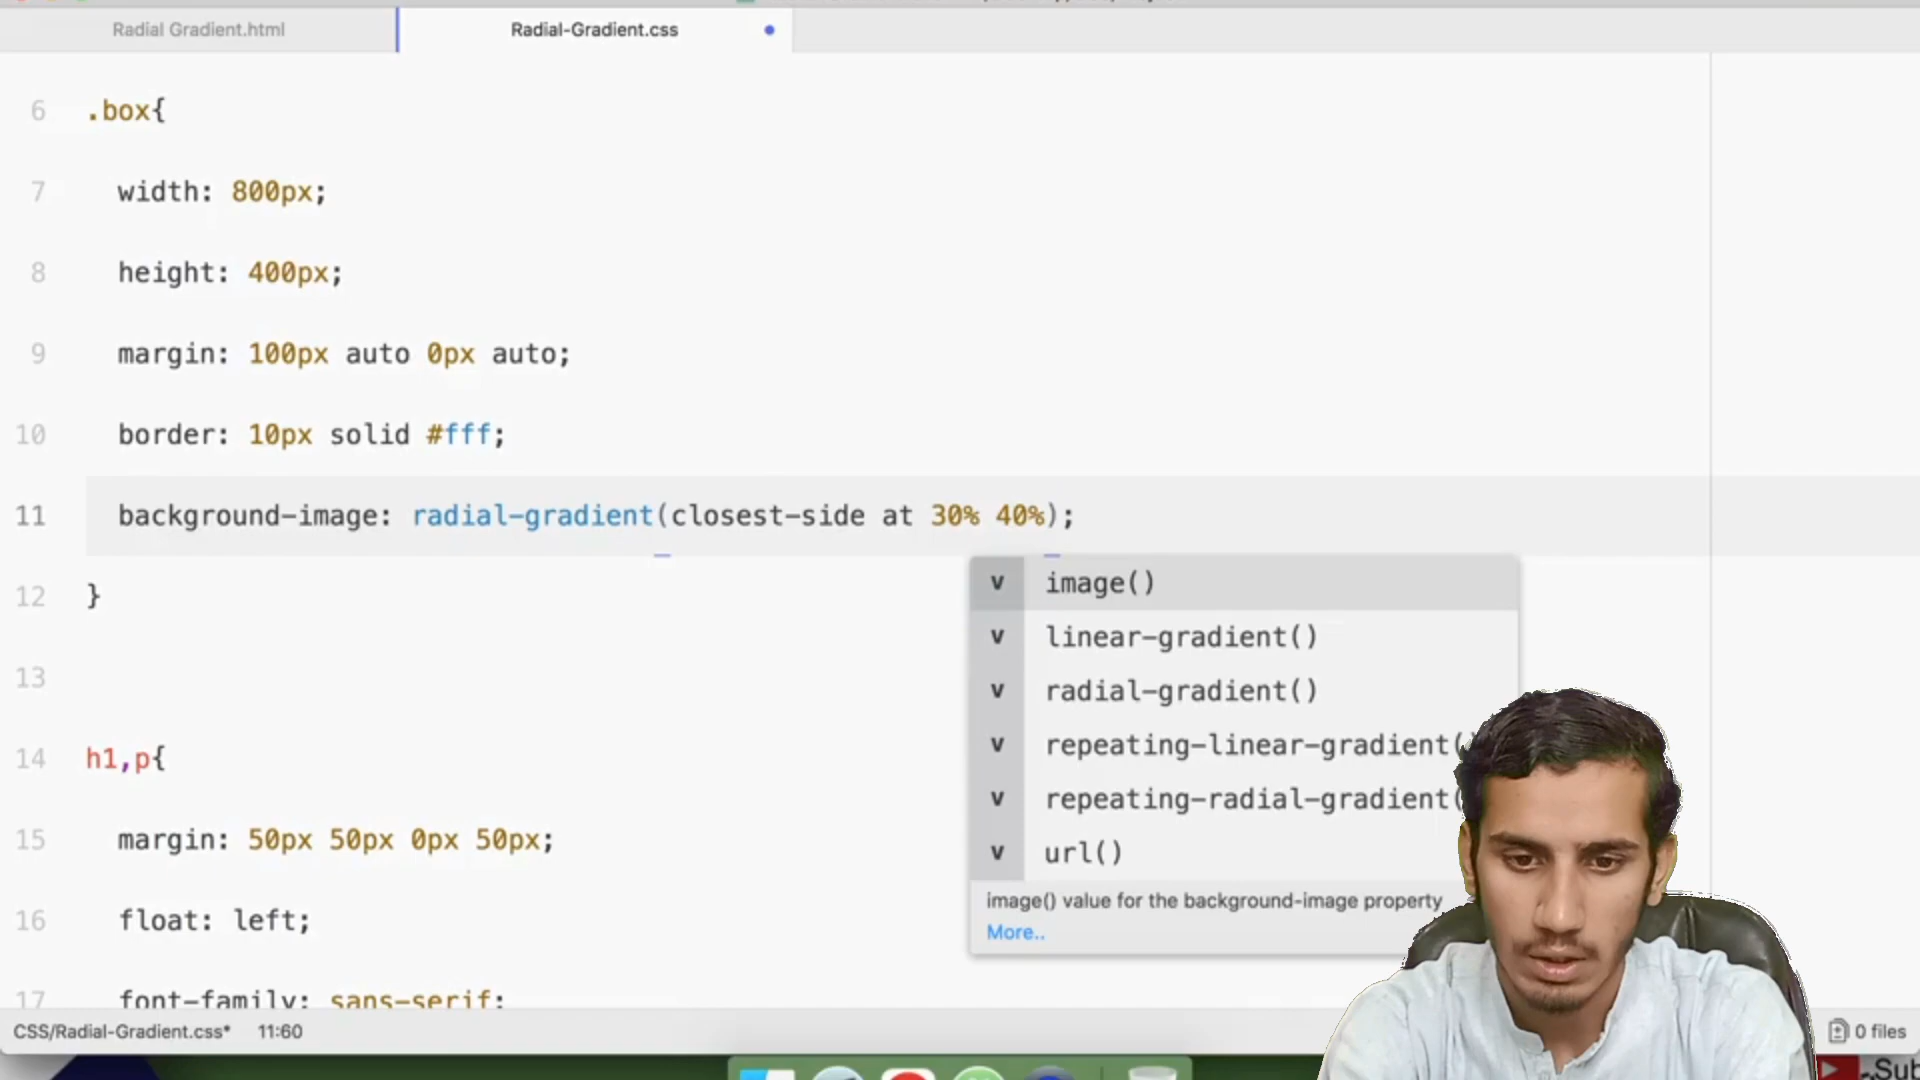 Radial Gradient.html
Radial-Gradient.css
6 .box{
7 width: 800px;
8 height: 400px;
9 margin: 100px auto 0px auto;
10 border: 10px solid #fff;
11 background-image: radial-gradient(closest-side at 30% 40%);
v image()
12 }
v linear-gradient()
13
v radial-gradient()
14 h1,p{
v repeating-linear-gradient(
v repeating-radial-gradient(
15 margin: 50px 50px 0px 50px;
v url()
image() value for the background-image property
16 float: left;
More..
17 font-family: sans-serif;
CSS/Radial-Gradient.css* 11:60
0 files
Sub